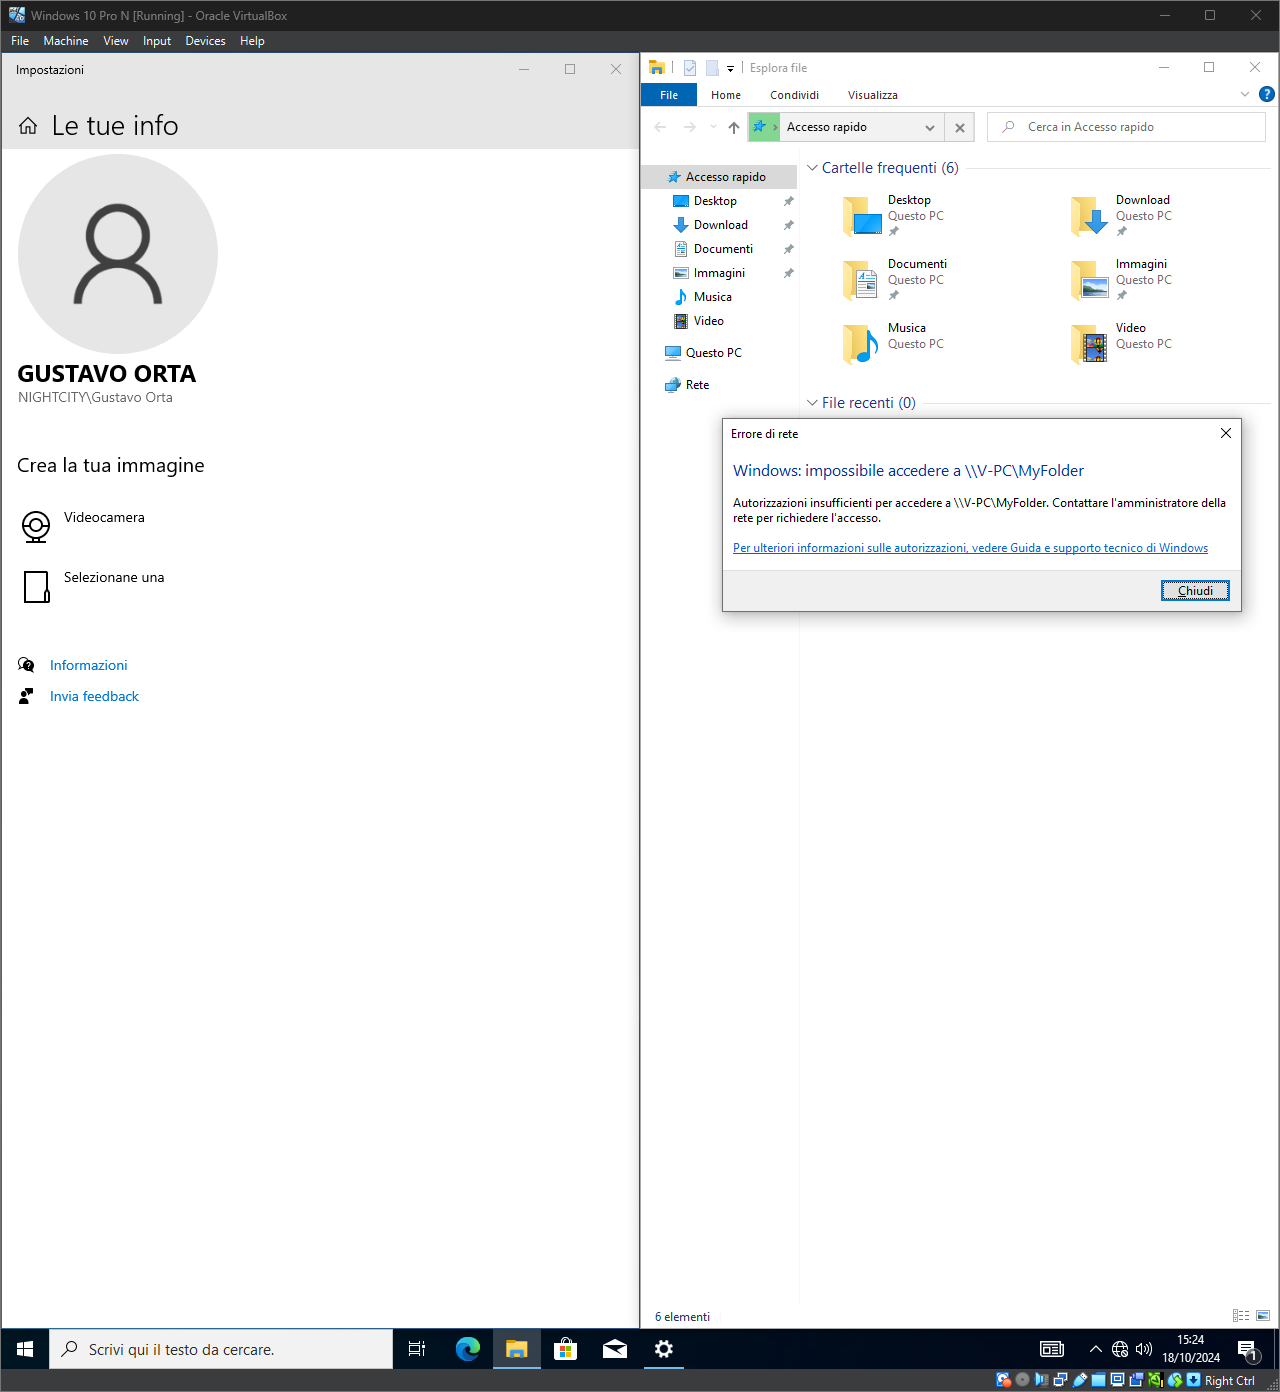 Windows 10 Pro N [Running] - Oracle VirtualBox
File Machine View Input Devices Help
Impostazioni
Le tue info
GUSTAVO ORTA
NIGHTCITY\Gustavo Orta
Crea la tua immagine
Videocamera
Selezionane una
Informazioni
Invia feedback
Esplora file
File Home Condividi Visualizza
Accesso rapido
Cerca in Accesso rapido
Accesso rapido
Desktop
Download
Documenti
Immagini
Musica
Video
Questo PC
Rete
Cartelle frequenti (6)
Desktop
Questo PC
Download
Questo PC
Documenti
Questo PC
Immagini
Questo PC
Musica
Questo PC
Video
Questo PC
File recenti (0)
Errore di rete
Windows: impossibile accedere a \\V-PC\MyFolder
Autorizzazioni insufficienti per accedere a \\V-PC\MyFolder. Contattare l'amministratore della
rete per richiedere l'accesso.
Per ulteriori informazioni sulle autorizzazioni, vedere Guida e supporto tecnico di Windows
Chiudi
6 elementi
Scrivi qui il testo da cercare.
15:24
18/10/2024
1
Right Ctrl